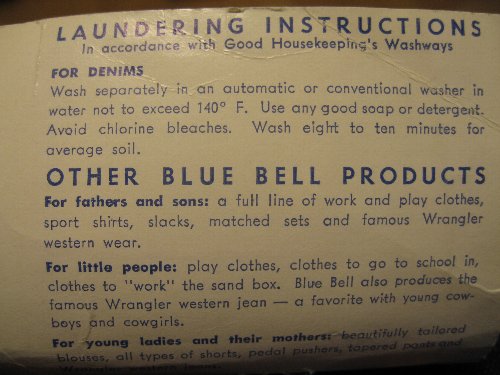 LAUNDERING INSTRUCTIONS
In accordance with Good Housekeeping's Washways
FOR DENIMS
Wash separately in an automatic or conventional washer in
water not to exceed 140° F. Use any good soap or detergent.
Avoid chlorine bleaches. Wash eight to ten minutes for
average soil.
OTHER BLUE BELL PRODUCTS
For fathers and sons: a full line of work and play clothes,
sport shirts, slacks, matched sets and famous Wrangler
western wear.
For little people: play clothes, clothes to go to school in,
clothes to "work" the sand box. Blue Bell also produces the
famous Wrangler western jean — a favorite with young cow-
boys and cowgirls.
For young ladies and their mothers: beautifully tailored
blouses, all types of shorts, pedal pushers, tapered pants and
Wrangler western jeans.